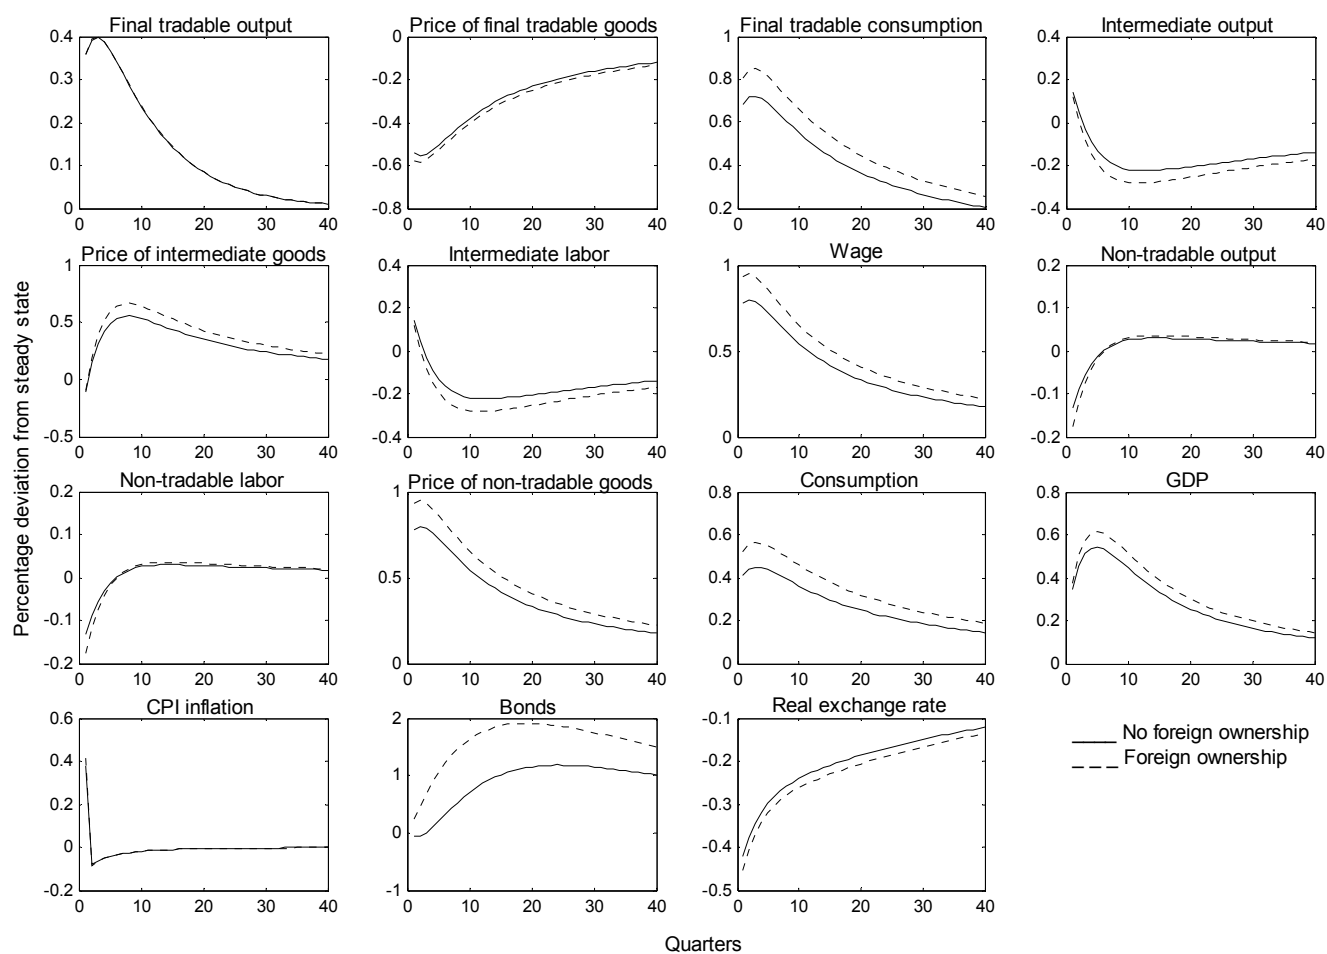 Final tradable output
Price of final tradable goods
Final tradable consumption
Intermediate output
0.4
0.3
0.2
0.1
0
0 10 20 30 40
0
-0.2
-0.4
-0.6
-0.8
0 10 20 30 40
1
0.8
0.6
0.4
0.2
0 10 20 30 40
0.4
0.2
0
-0.2
-0.4
0 10 20 30 40
Price of intermediate goods
Intermediate labor
Wage
Non-tradable output
1
0.5
0
-0.5
0 10 20 30 40
0.4
0.2
0
-0.2
-0.4
0 10 20 30 40
1
0.5
0
0 10 20 30 40
0.2
0.1
0
-0.1
-0.2
0 10 20 30 40
Percentage deviation from steady state
Non-tradable labor
Price of non-tradable goods
Consumption
GDP
0.2
0.1
0
-0.1
-0.2
0 10 20 30 40
1
0.5
0
0 10 20 30 40
0.8
0.6
0.4
0.2
0
0 10 20 30 40
0.8
0.6
0.4
0.2
0
0 10 20 30 40
CPI inflation
Bonds
Real exchange rate
0.6
0.4
0.2
0
-0.2
0 10 20 30 40
2
1
0
-1
0 10 20 30 40
-0.1
-0.2
-0.3
-0.4
-0.5
0 10 20 30 40
No foreign ownership
Foreign ownership
Quarters